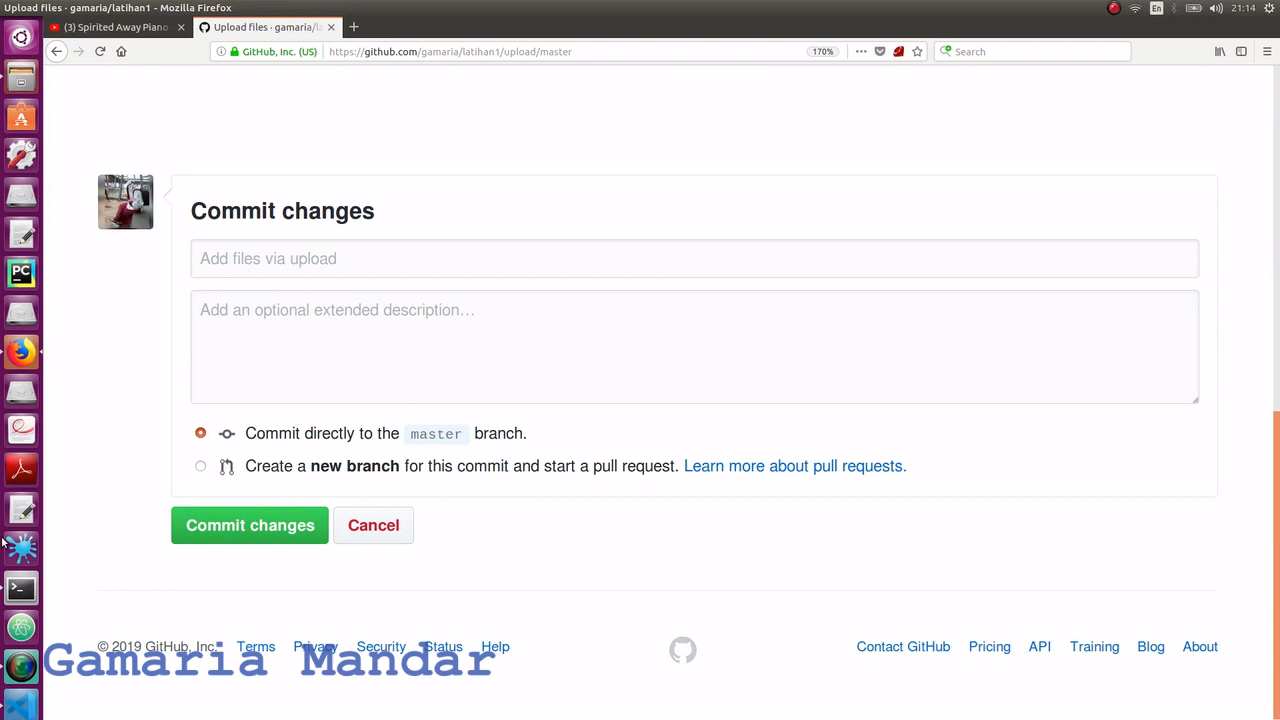 Upload files · gamaria/latihan1 - Mozilla Firefox
En
21:14
(3) Spirited Away Piano
Upload files · gamaria/la
GitHub, Inc. (US)
https://github.com/gamaria/latihan1/upload/master
170%
Search
Commit changes
Add files via upload
Add an optional extended description…
Commit directly to the master branch.
Create a new branch for this commit and start a pull request. Learn more about pull requests.
Commit changes
Cancel
© 2019 GitHub, Inc.
Terms
Privacy
Security
Status
Help
Contact GitHub
Pricing
API
Training
Blog
About
Gamaria Mandar
PC